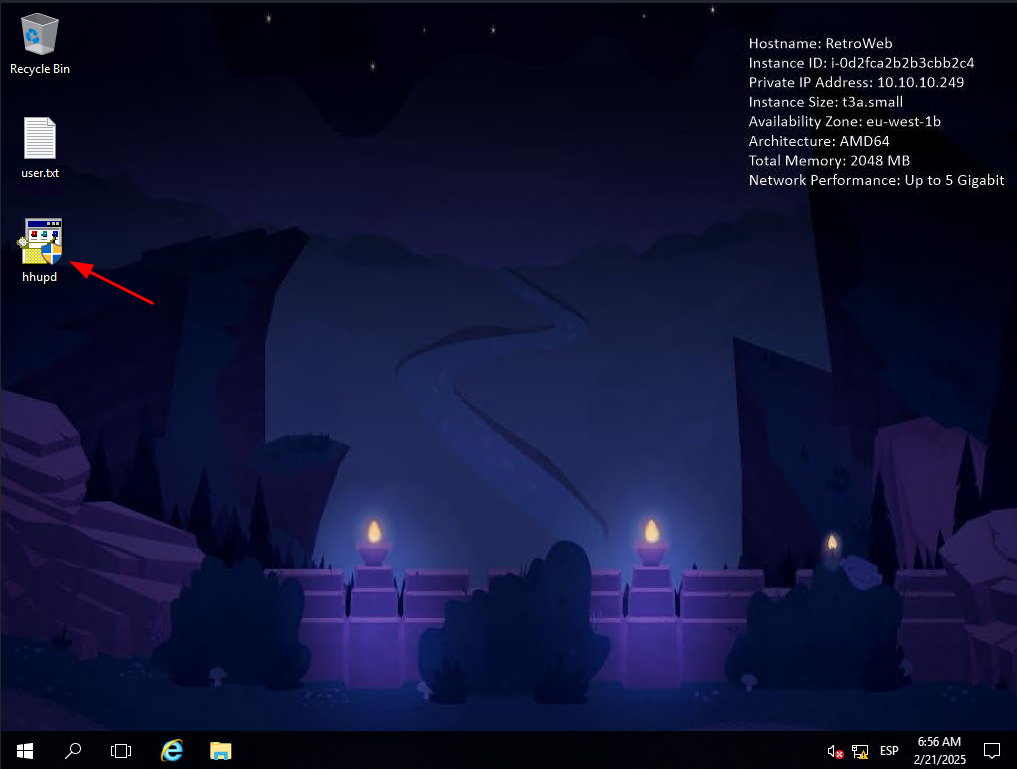 Recycle Bin
user.txt
hhupd
Hostname: RetroWeb
Instance ID: i-0d2fca2b2b3cbb2c4
Private IP Address: 10.10.10.249
Instance Size: t3a.small
Availability Zone: eu-west-1b
Architecture: AMD64
Total Memory: 2048 MB
Network Performance: Up to 5 Gigabit
ESP
6:56 AM
2/21/2025